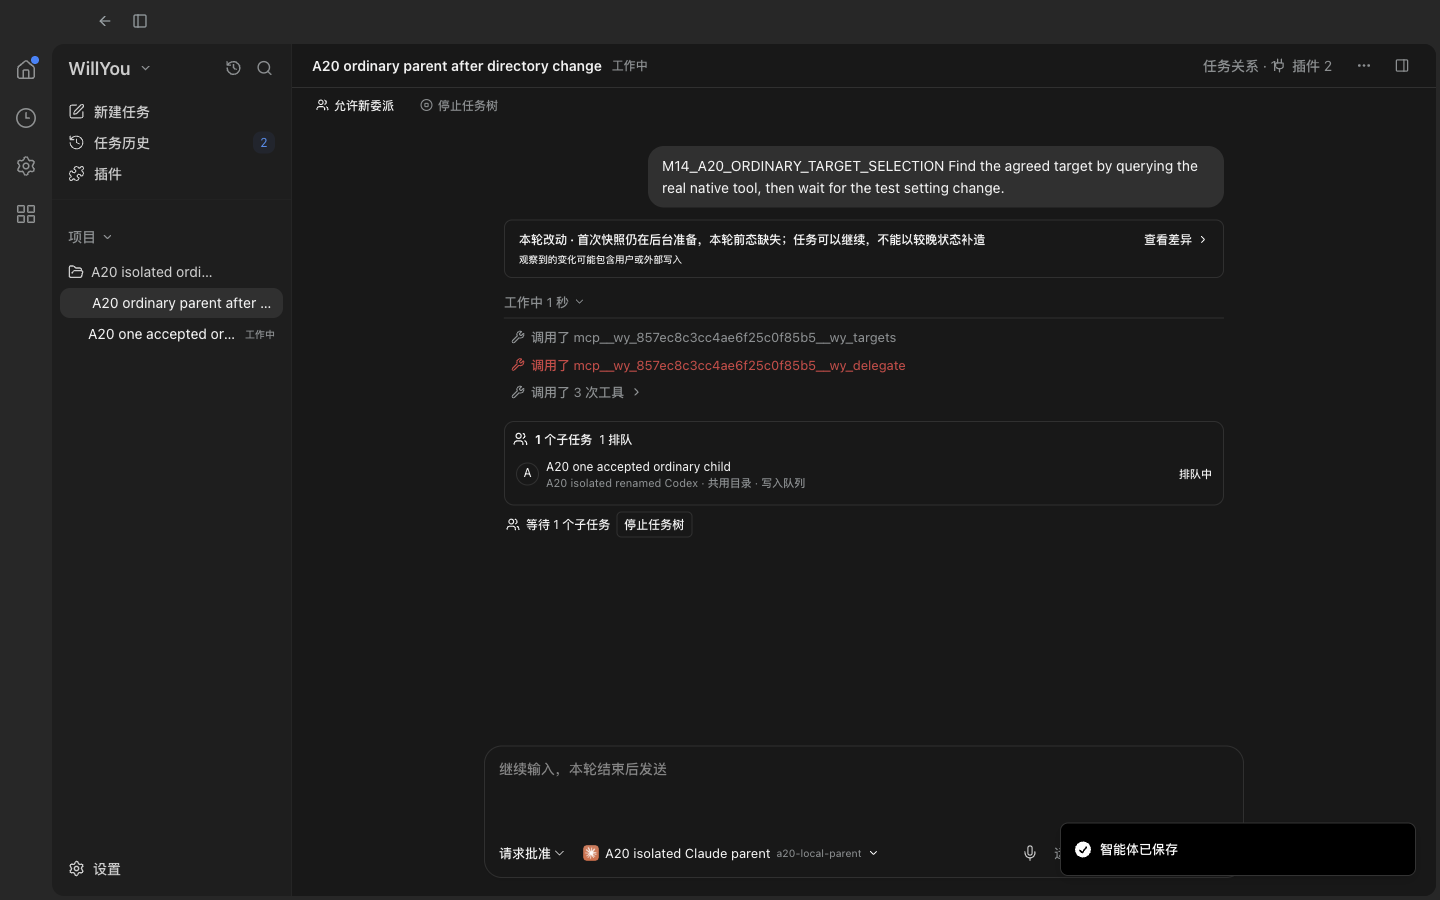 WillYou
新建任务
任务历史
2
插件
项目
A20 isolated ordi...
A20 ordinary parent after ...
A20 one accepted or...
工作中
设置
A20 ordinary parent after directory change
工作中
任务关系 · 插件 2
允许新委派
停止任务树
M14_A20_ORDINARY_TARGET_SELECTION Find the agreed target by querying the
real native tool, then wait for the test setting change.
本轮改动 · 首次快照仍在后台准备，本轮前态缺失；任务可以继续，不能以较晚状态补造
查看差异
观察到的变化可能包含用户或外部写入
工作中 1 秒
调用了 mcp__wy_857ec8c3cc4ae6f25c0f85b5__wy_targets
调用了 mcp__wy_857ec8c3cc4ae6f25c0f85b5__wy_delegate
调用了 3 次工具
1 个子任务 1 排队
A
A20 one accepted ordinary child
A20 isolated renamed Codex · 共用目录 · 写入队列
排队中
等待 1 个子任务
停止任务树
继续输入，本轮结束后发送
请求批准
A20 isolated Claude parent
a20-local-parent
智能体已保存